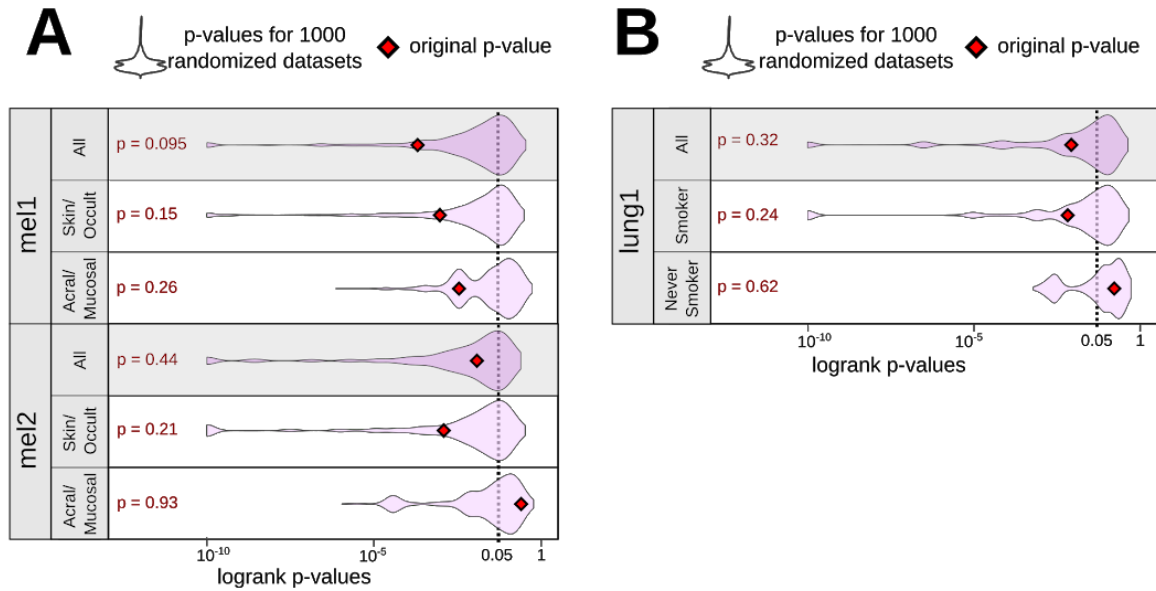 A
p-values for 1000
randomized datasets
original p-value
mel1
All
p = 0.095
Skin/
Occult
p = 0.15
Acral/
Mucosal
p = 0.26
mel2
All
p = 0.44
Skin/
Occult
p = 0.21
Acral/
Mucosal
p = 0.93
10⁻¹⁰
10⁻⁵
0.05
1
logrank p-values
B
p-values for 1000
randomized datasets
original p-value
lung1
All
p = 0.32
Smoker
p = 0.24
Never
Smoker
p = 0.62
10⁻¹⁰
10⁻⁵
0.05
1
logrank p-values